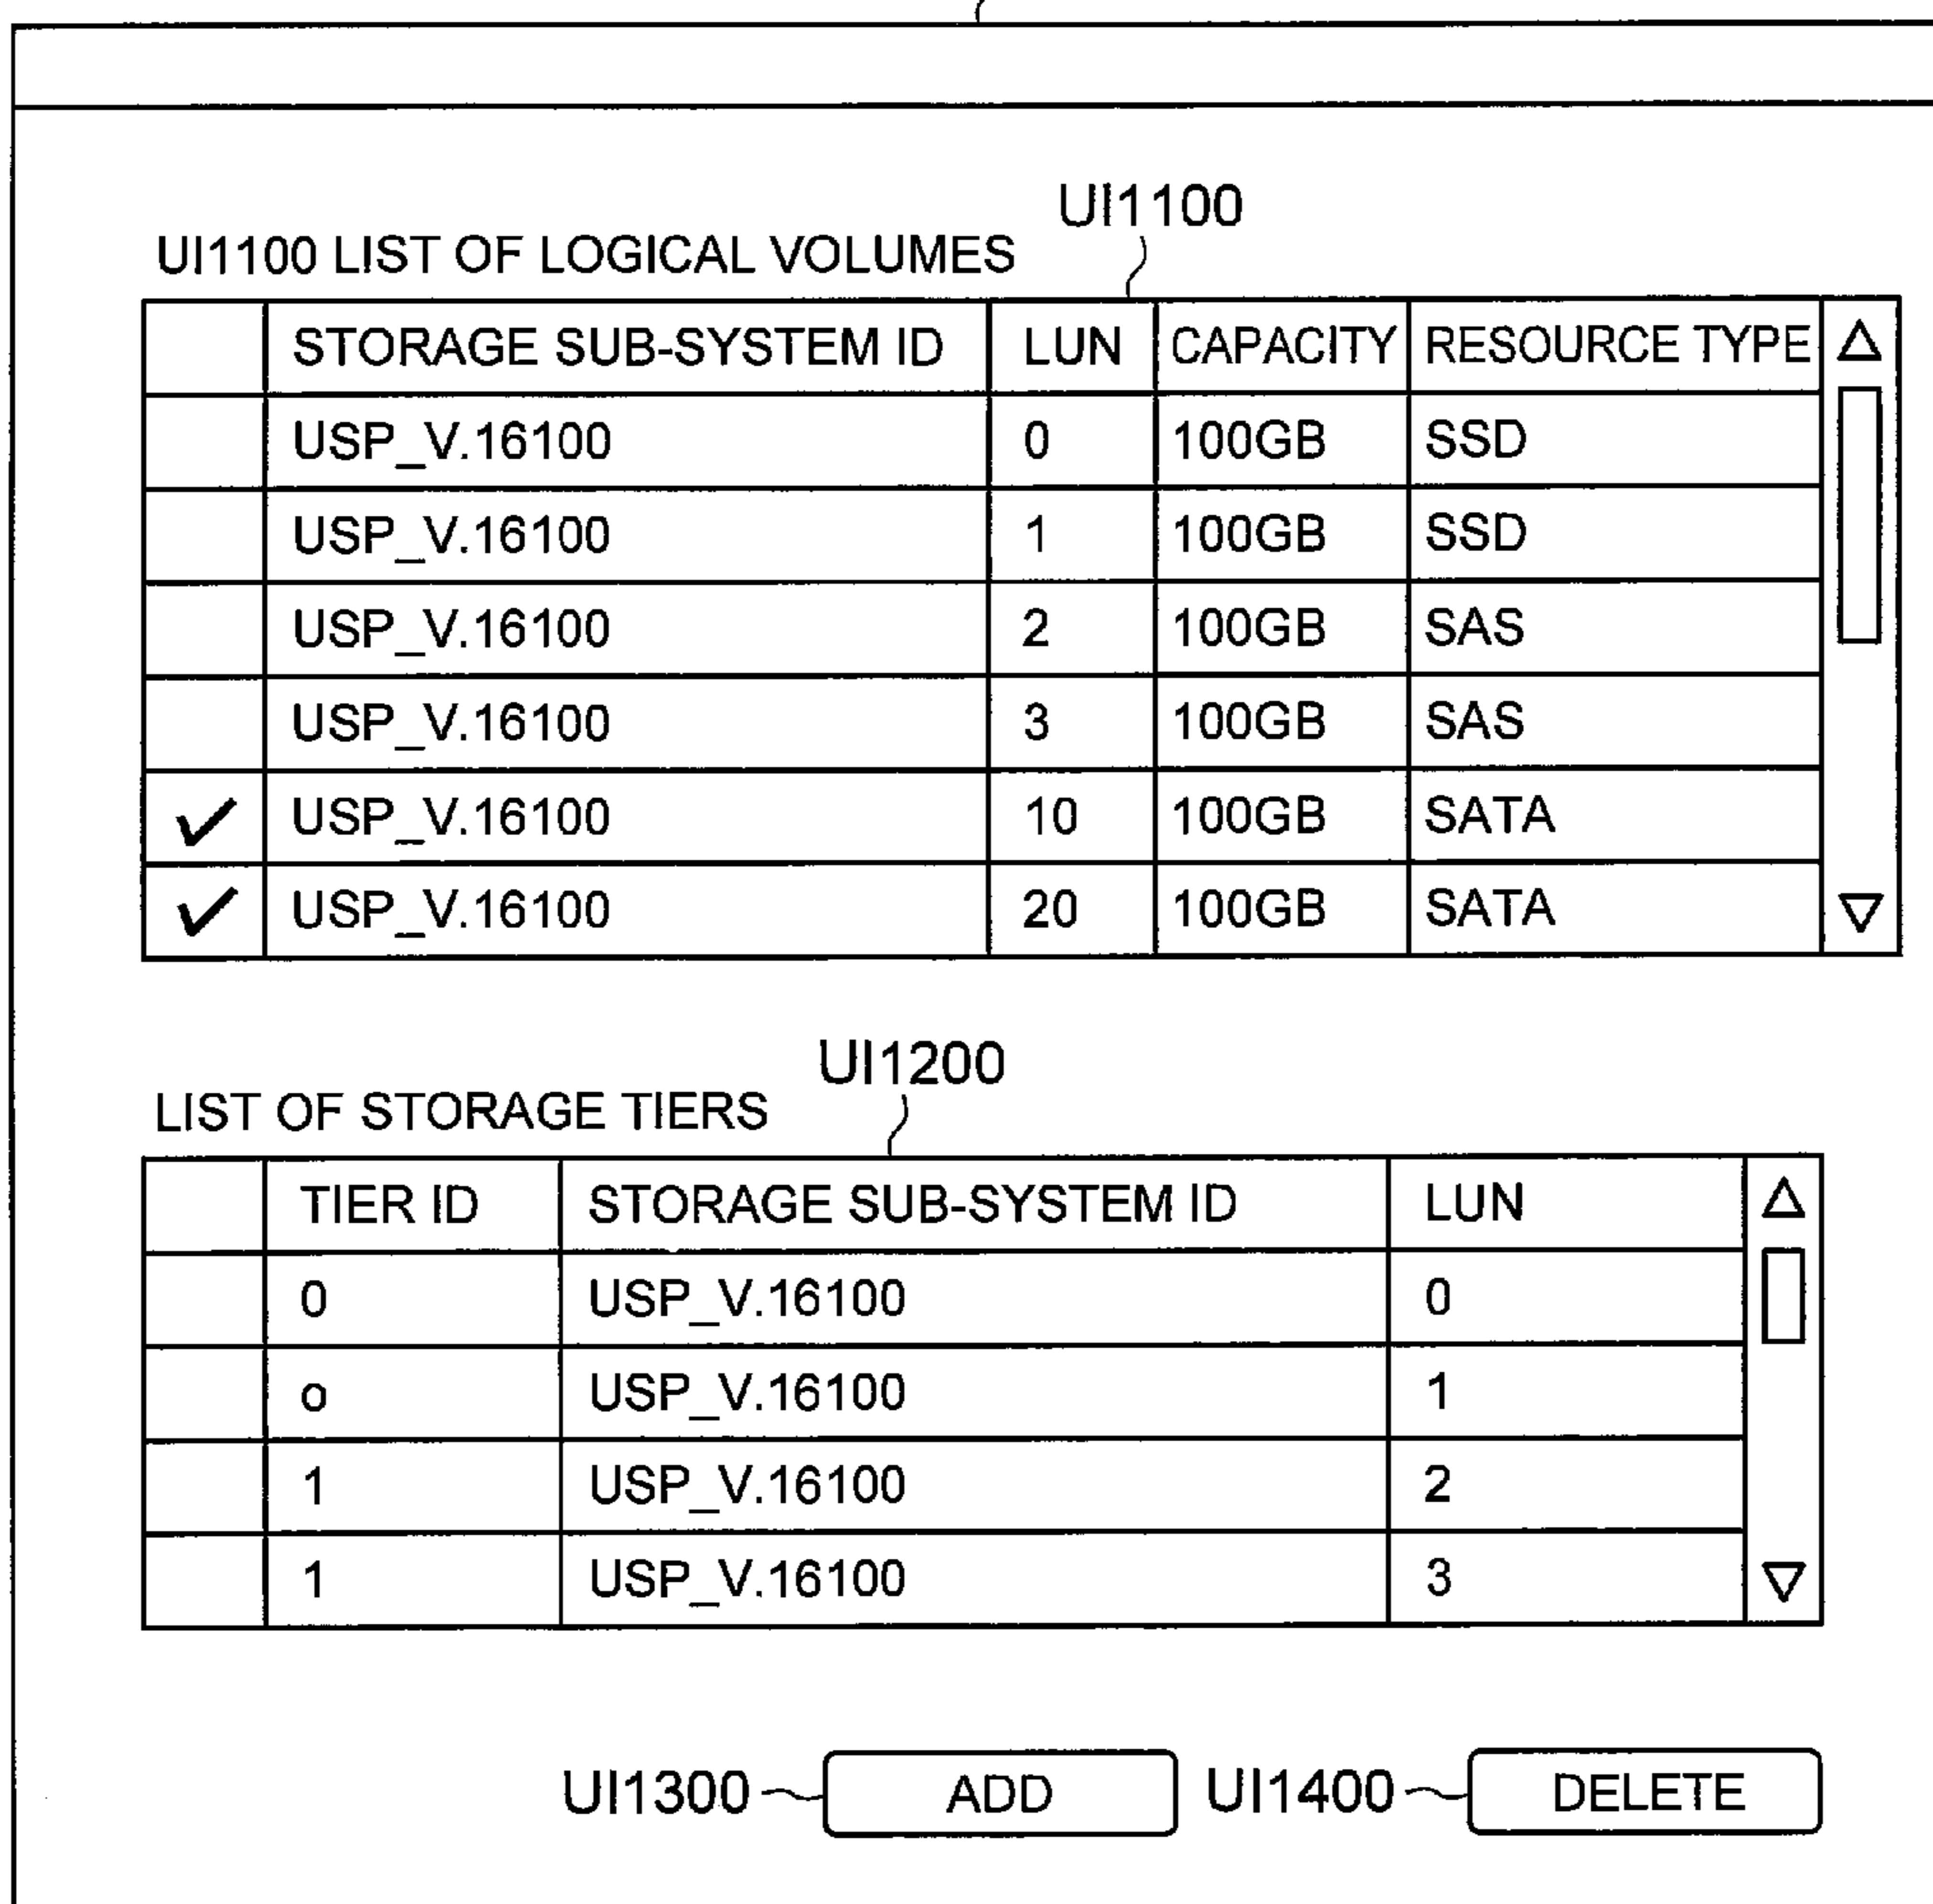 UI1100
UI1100 LIST OF LOGICAL VOLUMES
STORAGE SUB-SYSTEM ID LUN CAPACITY RESOURCE TYPE
USP_V.16100 0 100GB SSD
USP_V.16100 1 100GB SSD
USP_V.16100 2 100GB SAS
USP_V.16100 3 100GB SAS
✓ USP_V.16100 10 100GB SATA
✓ USP_V.16100 20 100GB SATA
UI1200
LIST OF STORAGE TIERS
TIER ID STORAGE SUB-SYSTEM ID LUN
0 USP_V.16100 0
o USP_V.16100 1
1 USP_V.16100 2
1 USP_V.16100 3
UI1300 ADD UI1400 DELETE